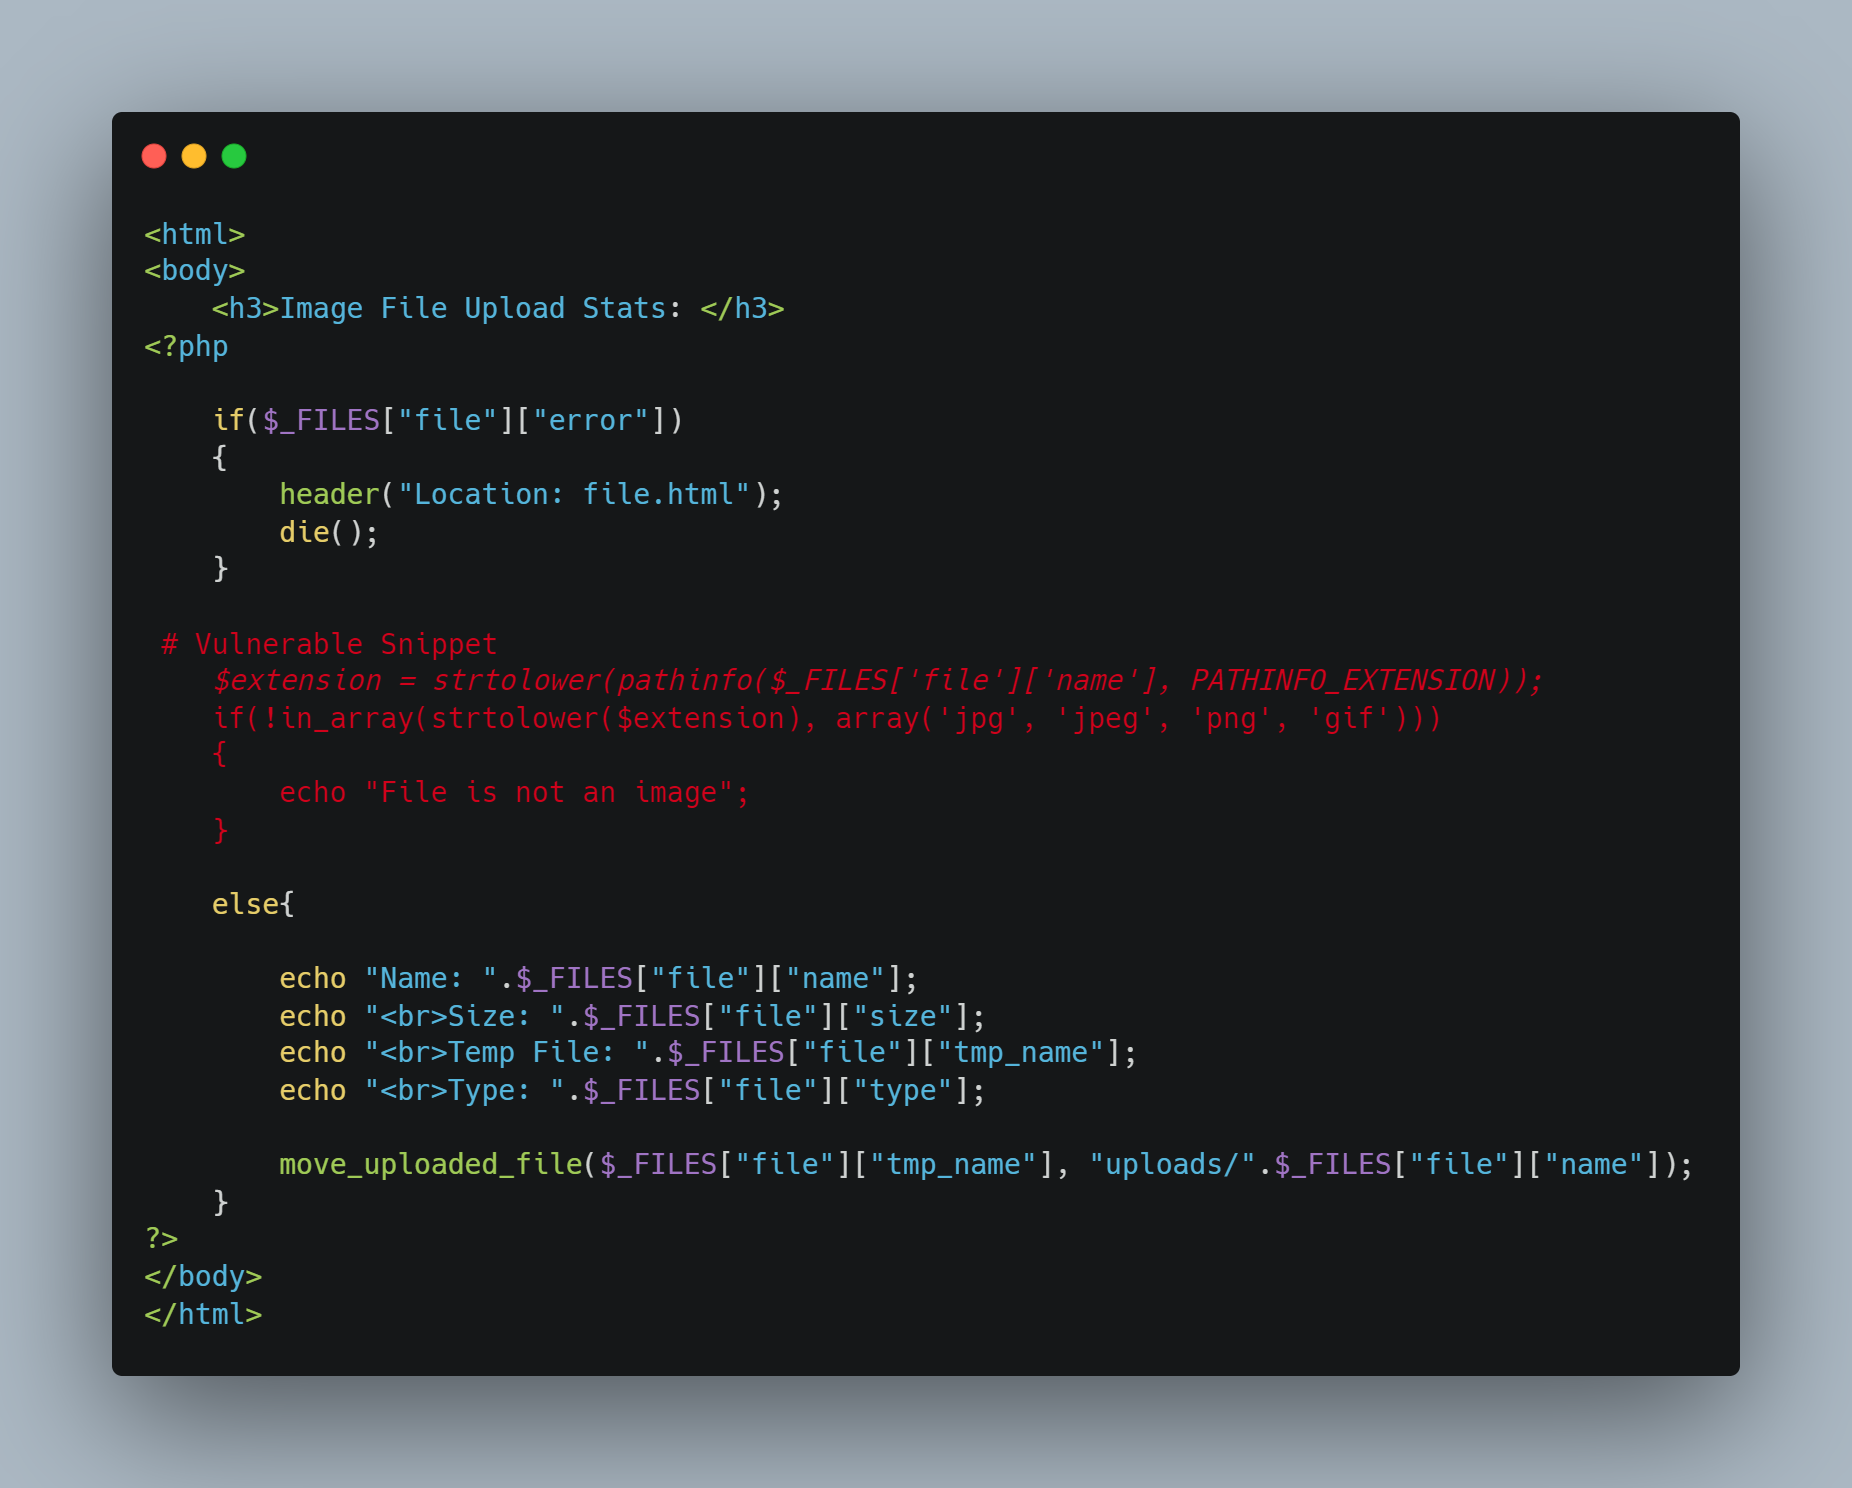 <html>
<body>
    <h3>Image File Upload Stats: </h3>
<?php

    if($_FILES["file"]["error"])
    {
        header("Location: file.html");
        die();
    }

 # Vulnerable Snippet
    $extension = strtolower(pathinfo($_FILES['file']['name'], PATHINFO_EXTENSION));
    if(!in_array(strtolower($extension), array('jpg', 'jpeg', 'png', 'gif')))
    {
        echo "File is not an image";
    }

    else{

        echo "Name: ".$_FILES["file"]["name"];
        echo "<br>Size: ".$_FILES["file"]["size"];
        echo "<br>Temp File: ".$_FILES["file"]["tmp_name"];
        echo "<br>Type: ".$_FILES["file"]["type"];

        move_uploaded_file($_FILES["file"]["tmp_name"], "uploads/".$_FILES["file"]["name"]);
    }
?>
</body>
</html>